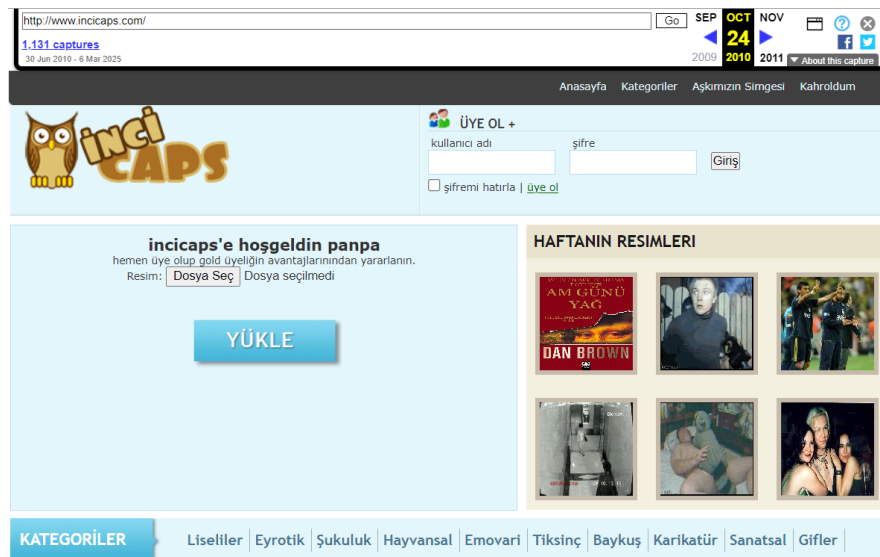 http://www.incicaps.com/
Go
SEP OCT NOV
1,131 captures
24
30 Jun 2010 - 6 Mar 2025
2009 2010 2011
About this capture
Anasayfa Kategoriler Aşkımızın Simgesi Kahroldum
inci
CAPS
ÜYE OL +
kullanıcı adı şifre
Giriş
şifremi hatırla | üye ol
incicaps'e hoşgeldin panpa
hemen üye olup gold üyeliğin avantajlarınından yararlanın.
Resim: Dosya Seç Dosya seçilmedi
YÜKLE
HAFTANIN RESIMLERI
AM GÜNÜ
YAĞ
DAN BROWN
KATEGORİLER
Liseliler Eyrotik Şukuluk Hayvansal Emovari Tiksinç Baykuş Karikatür Sanatsal Gifler